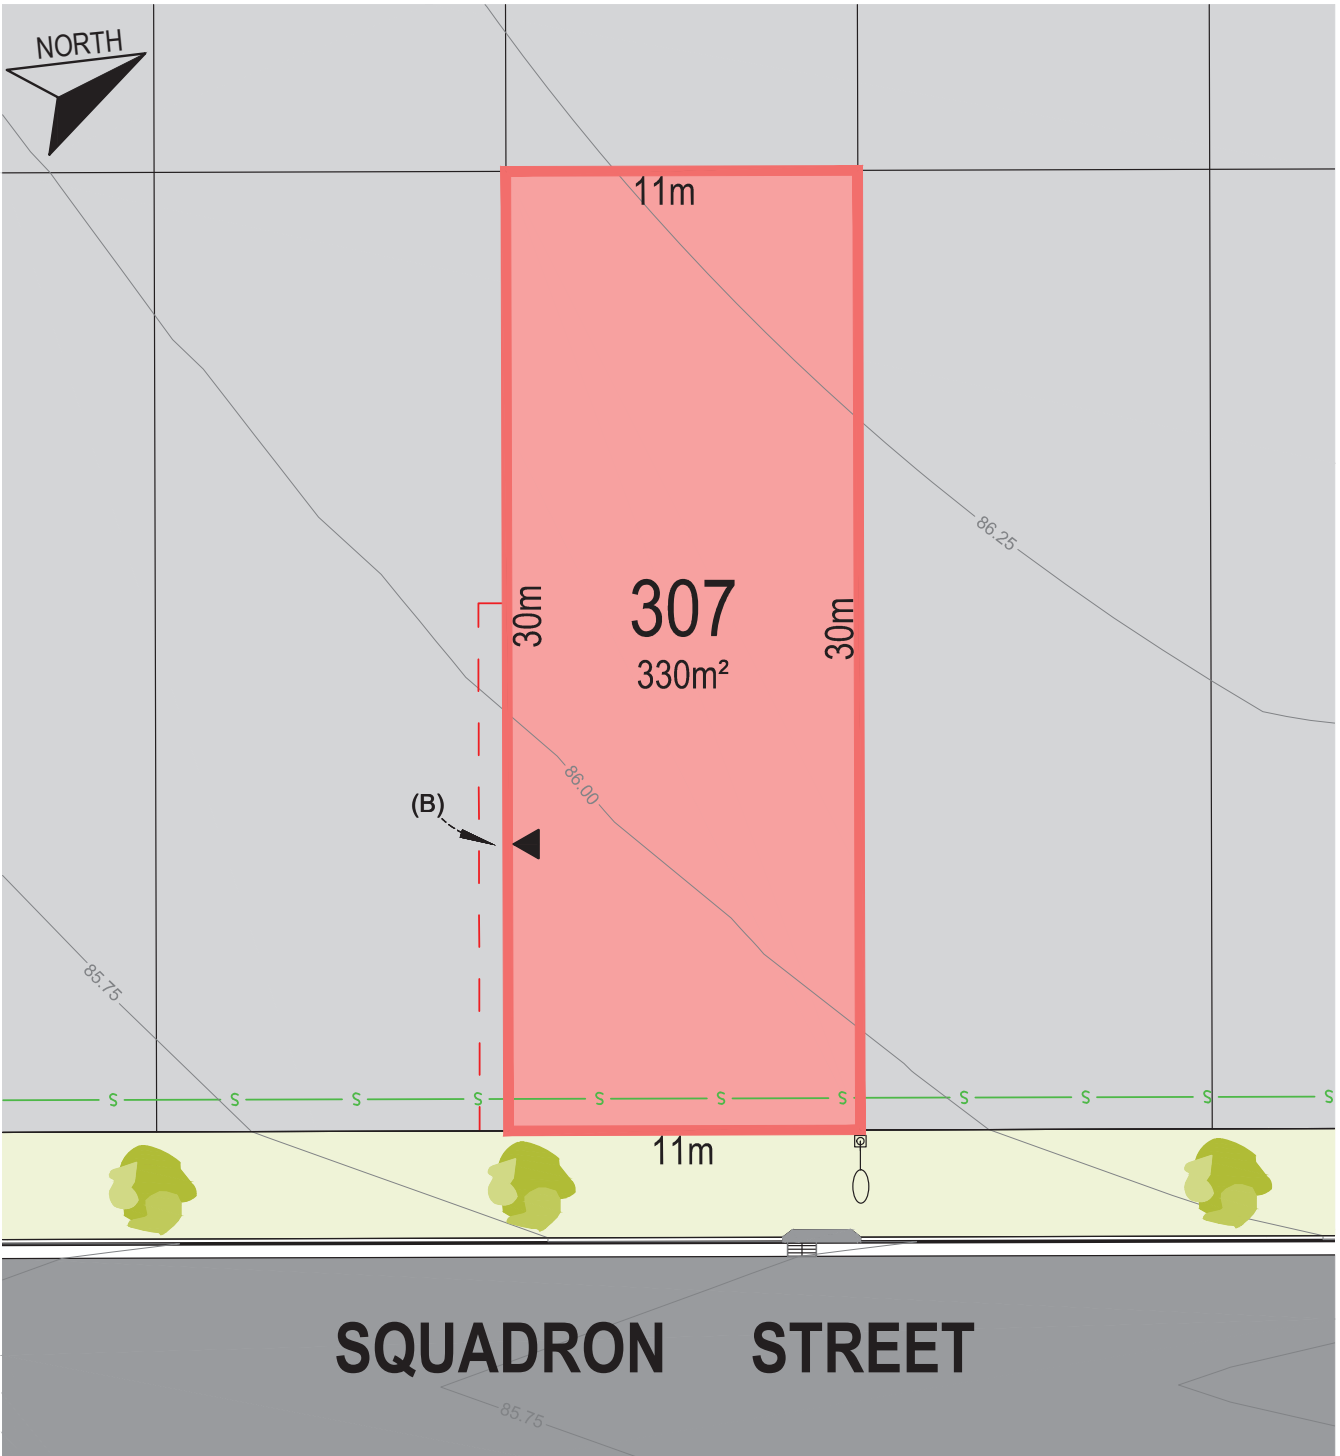 NORTH
11m
86.25
30m
307
30m
330m²
86.00
(B)
85.75
S S S S S S S S S S S
11m
SQUADRON STREET
85.75